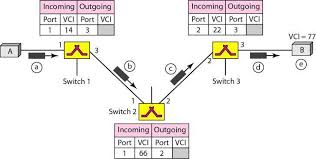 Incoming Outgoing
Port VCI Port VCI
1 14 3
Incoming Outgoing
Port VCI Port VCI
2 22 3
VCI = 77
A
1
3
1
3
B
a
Switch 1
b
2
c
2
Switch 3
d
e
Switch 2
1
2
Incoming Outgoing
Port VCI Port VCI
1 66 2